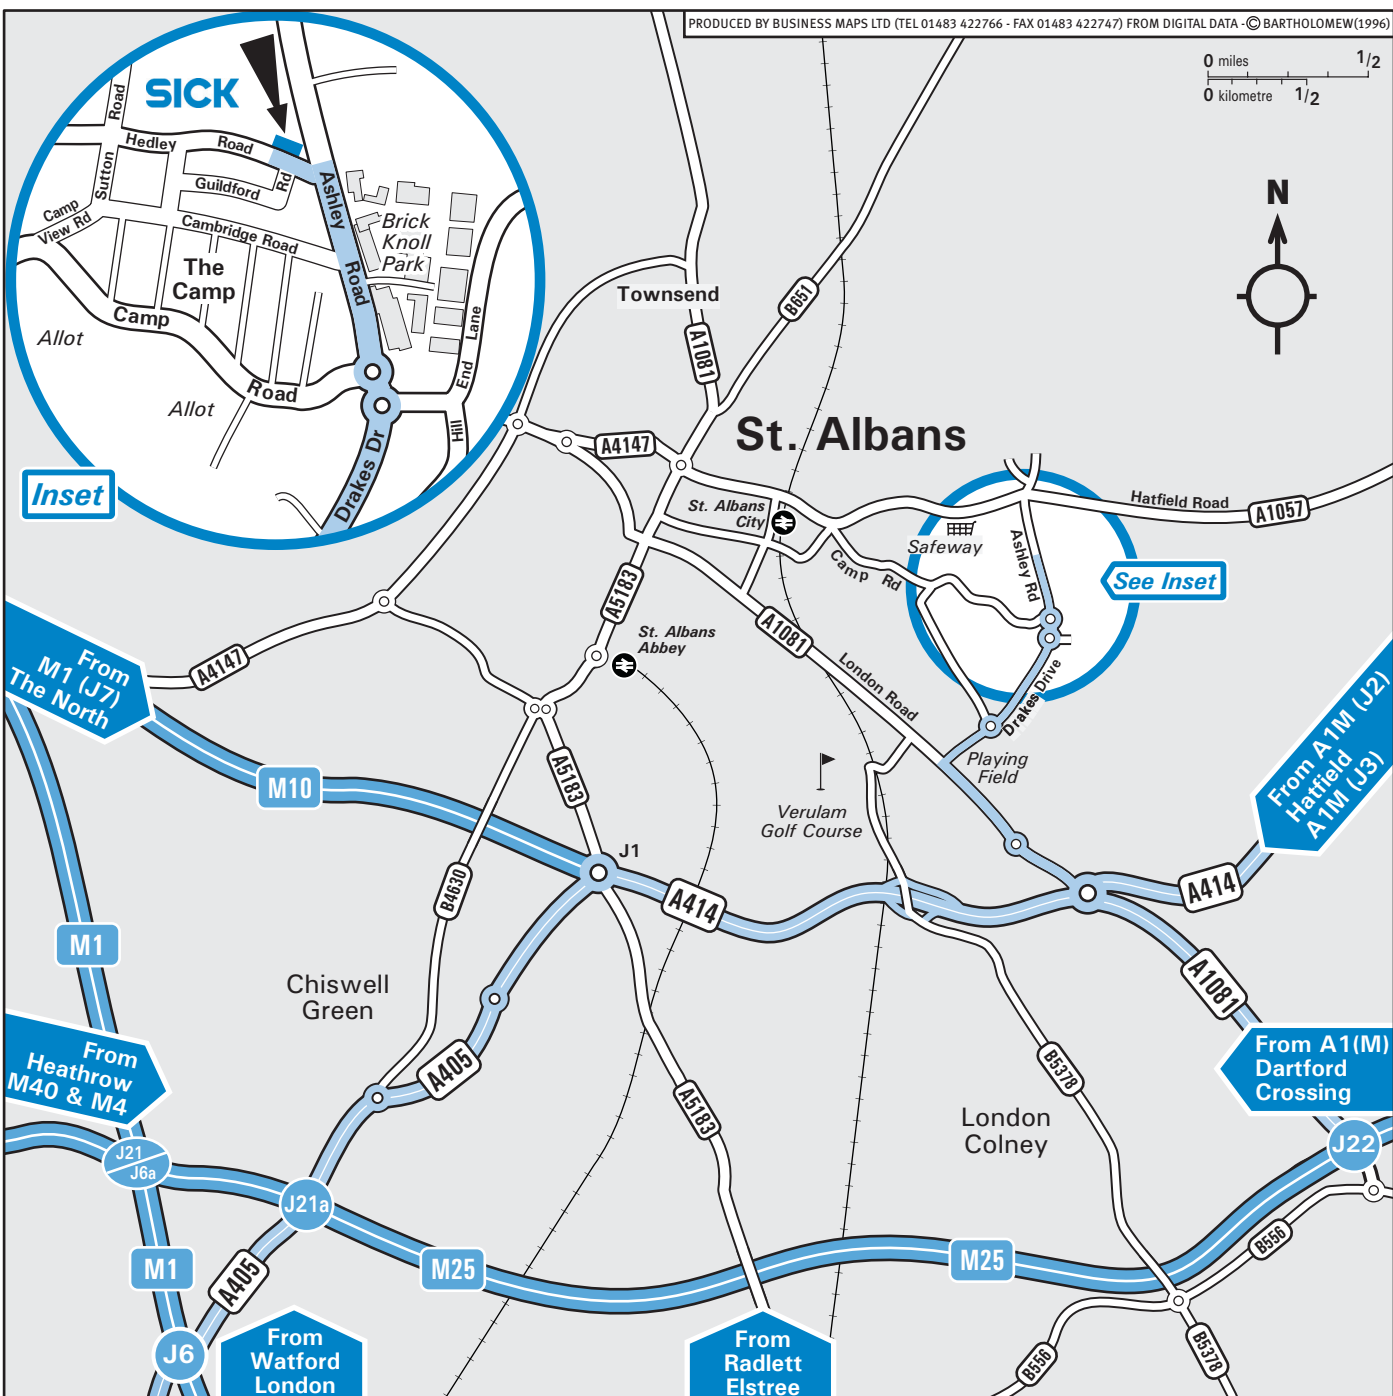 PRODUCED BY BUSINESS MAPS LTD (TEL 01483 422766 - FAX 01483 422747) FROM DIGITAL DATA - © BARTHOLOMEW(1996)
0 miles 1/2
0 kilometre 1/2
N
SICK
Road
Hedley Road
Sutton
Guildford Rd
Camp View Rd
Cambridge Road
Ashley Road
Brick
Knoll
Park
The
Camp
Camp Road
Allot
Allot
End Lane
Hill
Drakes Dr
Inset
Townsend
B651
A1081
St. Albans
A4147
St. Albans
City
Hatfield Road
A1057
Safeway
Ashley Rd
Camp Rd
See Inset
A5183
St. Albans
Abbey
A1081
London Road
Drakes Drive
A4147
From
M1 (J7)
The North
From A1M (J2)
Hatfield
A1M (J3)
Playing
Field
M10
A5183
Verulam
Golf Course
J1
B4630
A414
A414
M1
Chiswell
Green
A1081
From
Heathrow
M40 & M4
A405
B5378
From A1(M)
Dartford
Crossing
A5183
London
Colney
J21
J6a
J22
J21a
M1
A405
M25
M25
B556
J6
From
Watford
London
From
Radlett
Elstree
B556
B5378